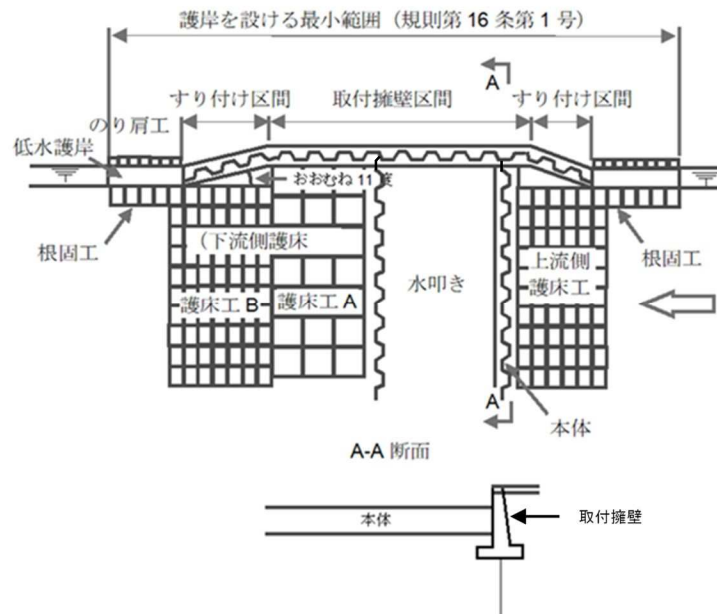 護岸を設ける最小範囲（規則第 16 条第 1 号）
A
すり付け区間
取付擁壁区間
すり付け区間
のり肩工
低水護岸
おおむね 11 度
根固工
（下流側護床
上流側
護床工
根固工
水叩き
護床工 B
護床工 A
A
本体
A-A 断面
本体
取付擁壁